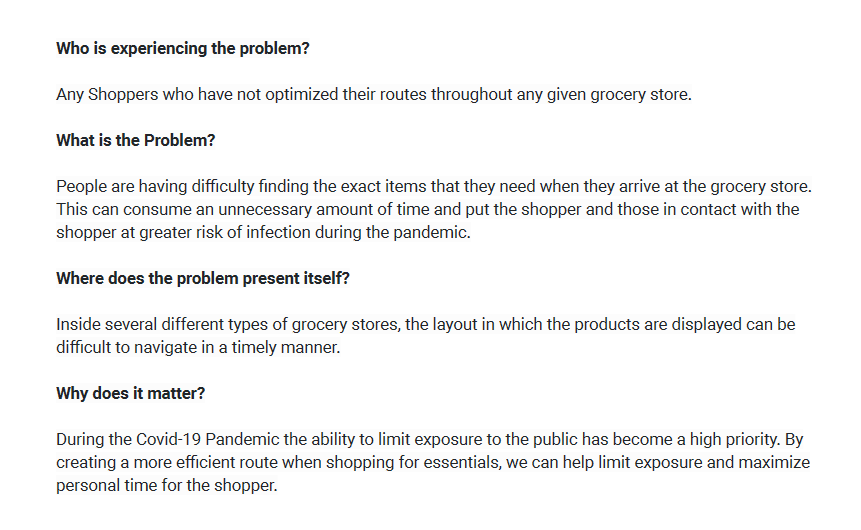 Who is experiencing the problem?
Any Shoppers who have not optimized their routes throughout any given grocery store.
What is the Problem?
People are having difficulty finding the exact items that they need when they arrive at the grocery store.
This can consume an unnecessary amount of time and put the shopper and those in contact with the
shopper at greater risk of infection during the pandemic.
Where does the problem present itself?
Inside several different types of grocery stores, the layout in which the products are displayed can be
difficult to navigate in a timely manner.
Why does it matter?
During the Covid-19 Pandemic the ability to limit exposure to the public has become a high priority. By
creating a more efficient route when shopping for essentials, we can help limit exposure and maximize
personal time for the shopper.